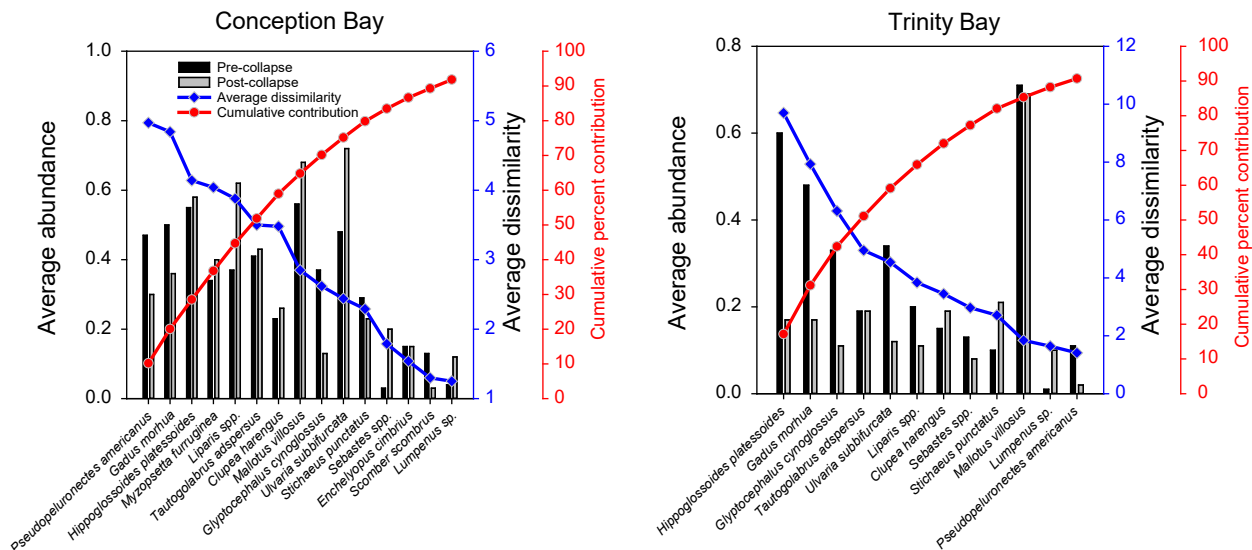 Conception Bay
Trinity Bay
1.0
0.8
0.6
0.4
0.2
0.0
Average abundance
Pre-collapse
Post-collapse
Average dissimilarity
Cumulative contribution
6
5
4
3
2
1
Average dissimilarity
100
90
80
70
60
50
40
30
20
10
0
Cumulative percent contribution
Pseudopeluronectes americanus
Gadus morhua
Hippoglossoides platessoides
Myzopsetta furruginea
Liparis spp.
Tautogolabrus adspersus
Clupea harengus
Mallotus villosus
Glyptocephalus cynoglossus
Ulvaria subifurcata
Stichaeus punctatus
Sebastes spp.
Enchelyopus cimbrius
Scomber scombrus
Lumpenus sp.
0.8
0.6
0.4
0.2
0.0
Average abundance
12
10
8
6
4
2
0
Average dissimilarity
100
90
80
70
60
50
40
30
20
10
0
Cumulative percent contribution
Hippoglossoides platessoides
Gadus morhua
Glyptocephalus cynoglossus
Tautogolabrus adspersus
Ulvaria subifurcata
Liparis spp.
Clupea harengus
Sebastes spp.
Stichaeus punctatus
Mallotus villosus
Lumpenus sp.
Pseudopeluronectes americanus